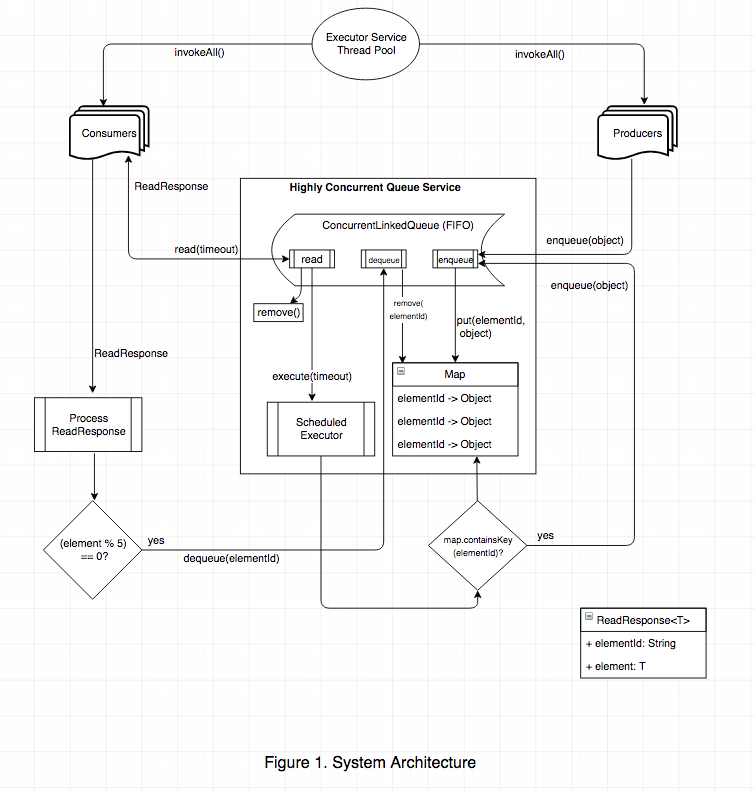 Executor Service
Thread Pool
invokeAll()
invokeAll()
Consumers
Producers
ReadResponse
Highly Concurrent Queue Service
ConcurrentLinkedQueue (FIFO)
read(timeout)
enqueue(object)
read
dequeue
enqueue
enqueue(object)
remove()
remove(
elementId)
put(elementId,
object)
ReadResponse
execute(timeout)
Map
elementId -> Object
elementId -> Object
elementId -> Object
Process
ReadResponse
Scheduled
Executor
(element % 5)
== 0?
yes
dequeue(elementId)
map.containsKey
(elementId)?
yes
ReadResponse<T>
+ elementId: String
+ element: T
Figure 1. System Architecture